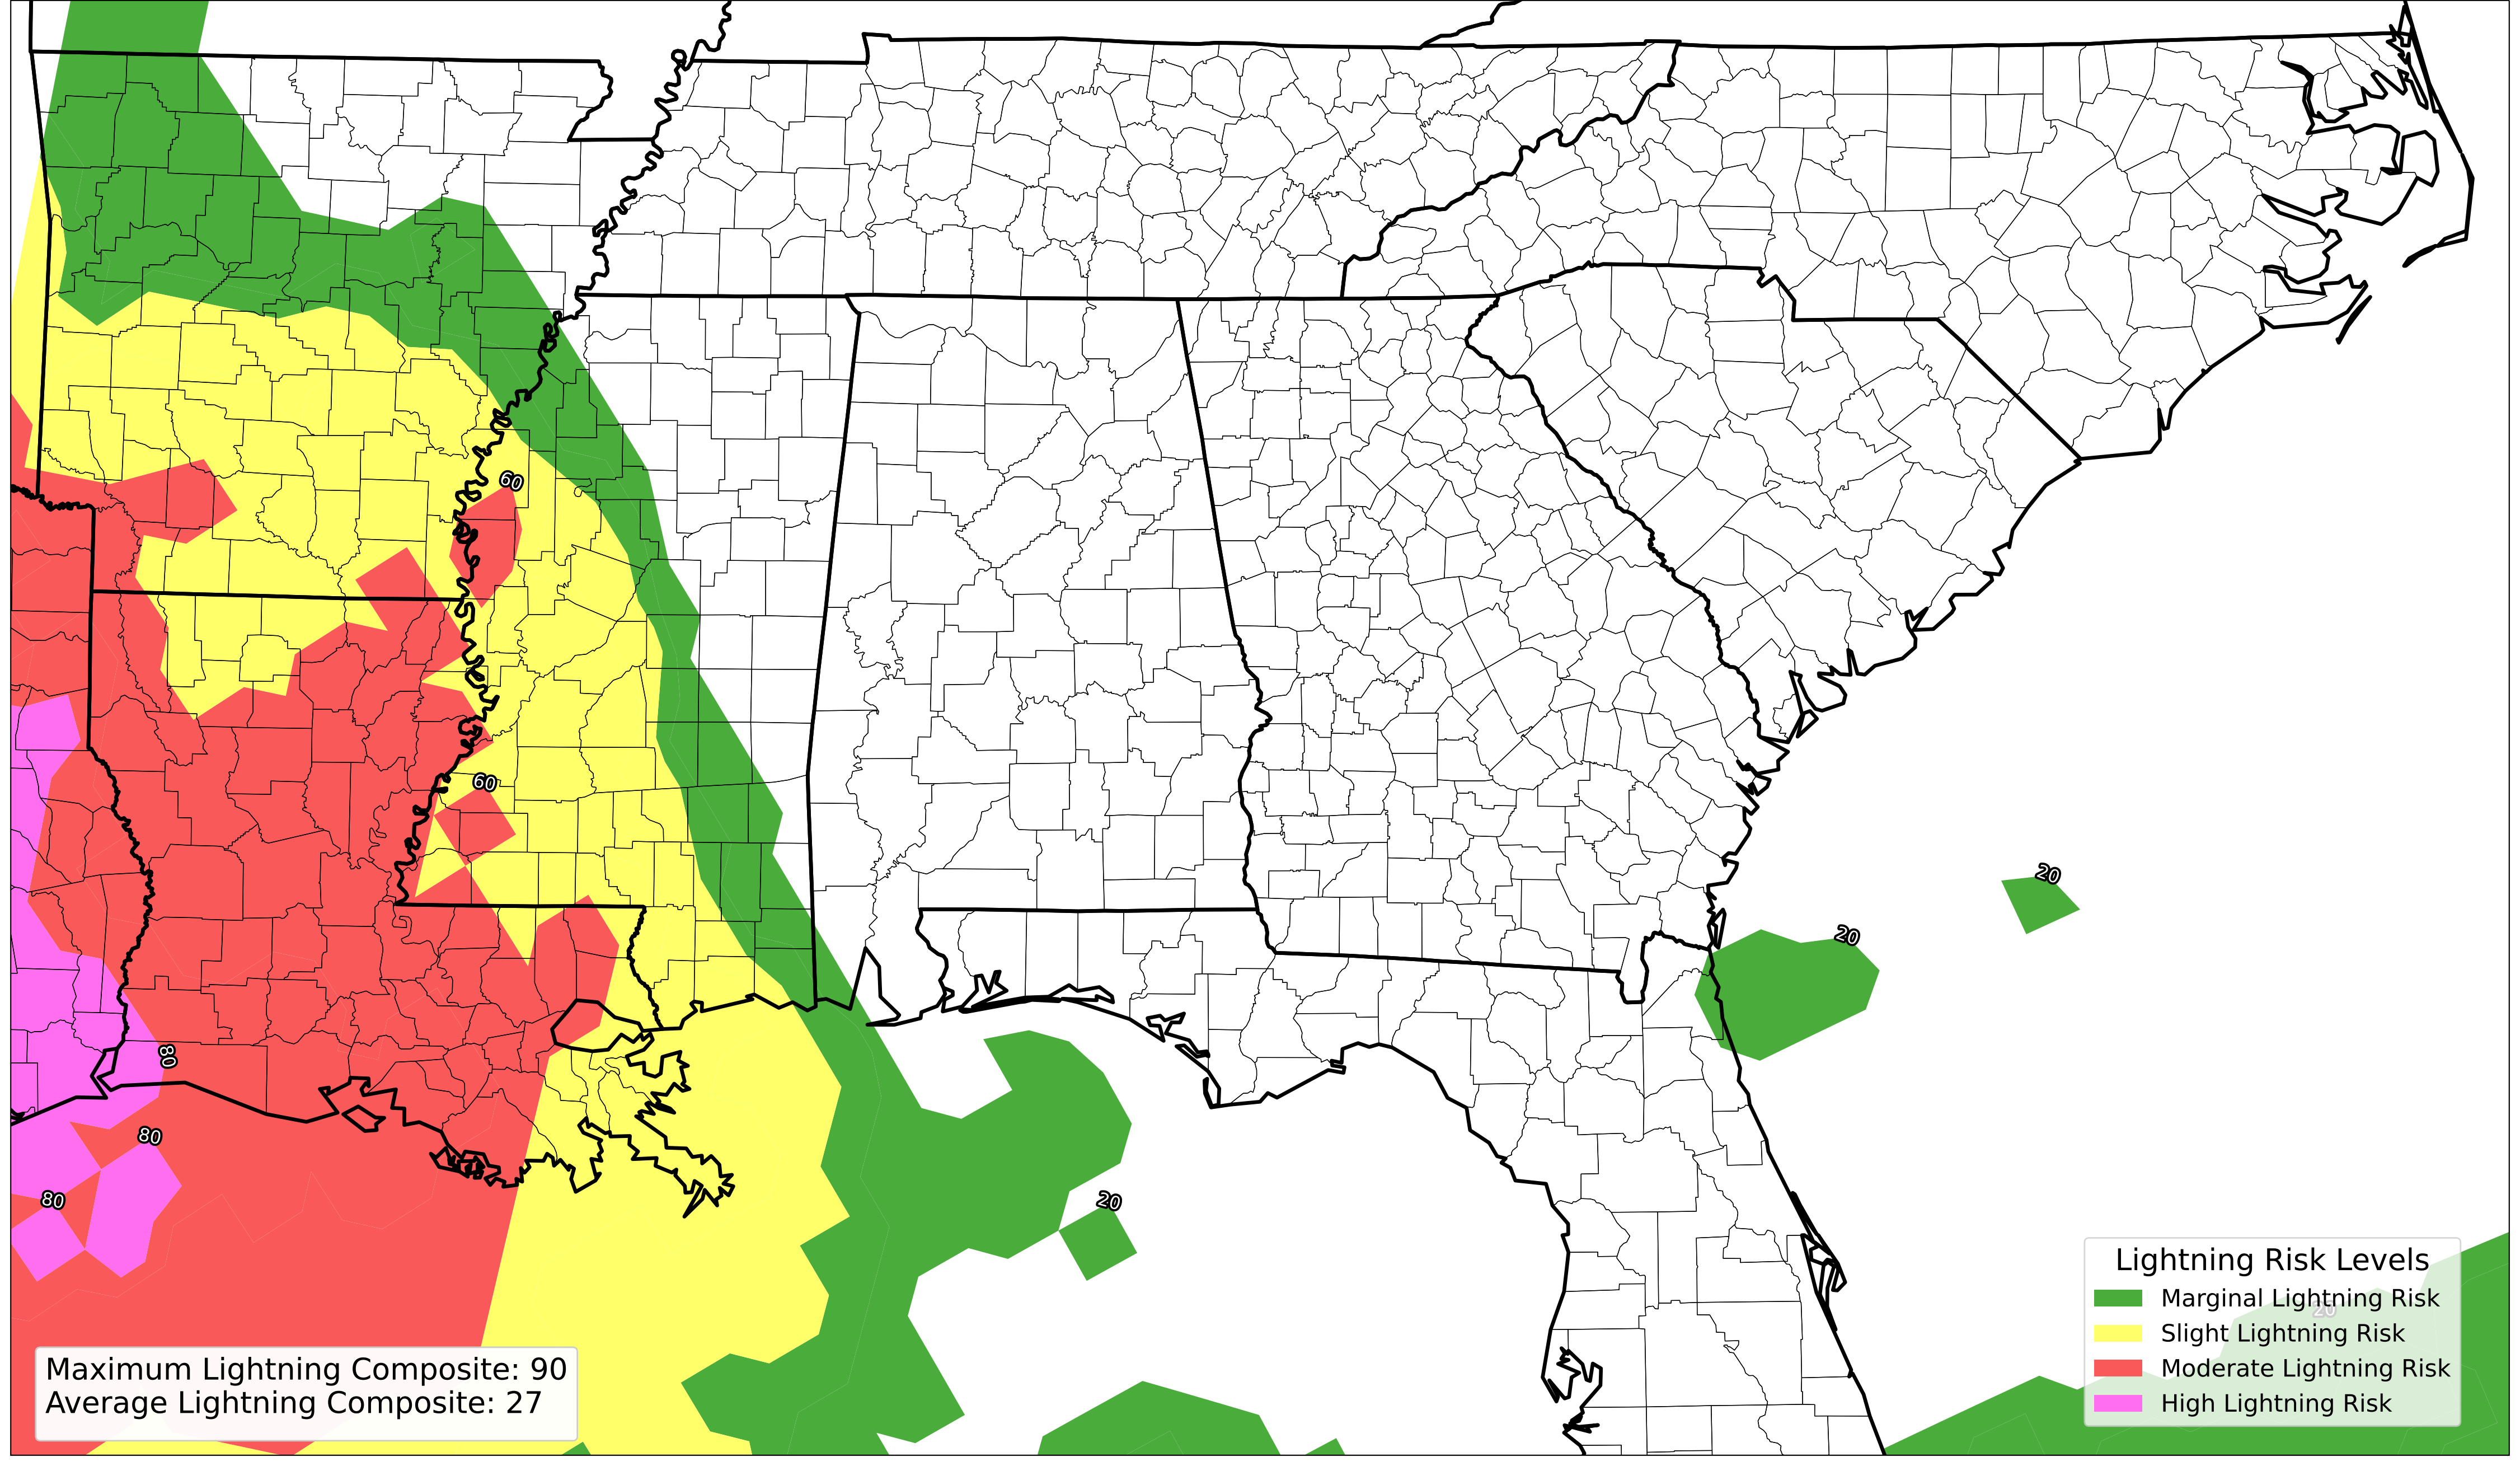 60
60
20
20
80
80
80
20
Lightning Risk Levels
Marginal Lightning Risk
20
Slight Lightning Risk
Moderate Lightning Risk
High Lightning Risk
Maximum Lightning Composite: 90
Average Lightning Composite: 27